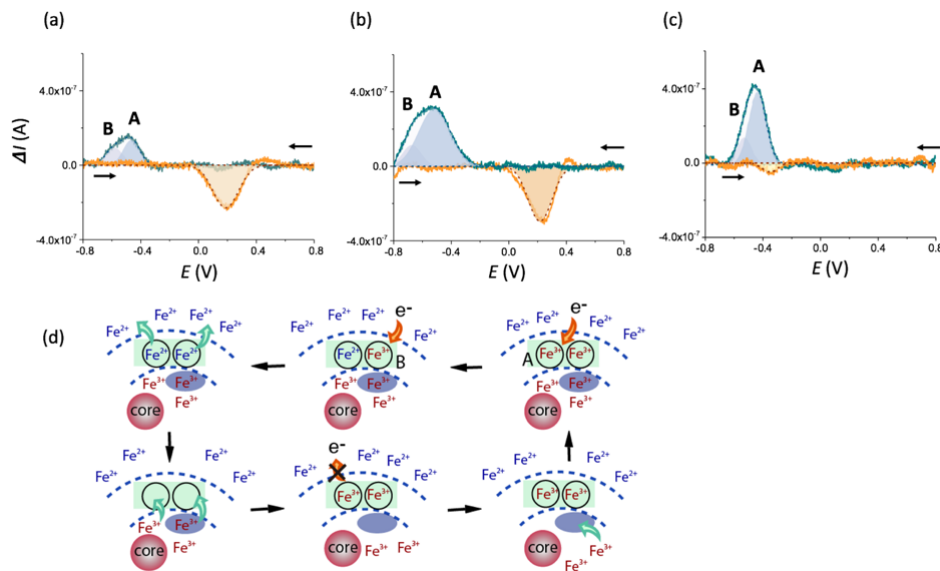 (a) (b) (c)
B A
B A
A
B
4.0x10⁻⁷ 4.0x10⁻⁷ 4.0x10⁻⁷
ΔI (A)
0.0 0.0 0.0
-4.0x10⁻⁷ -4.0x10⁻⁷ -4.0x10⁻⁷
-0.8 -0.4 0.0 0.4 0.8 -0.8 -0.4 0.0 0.4 0.8 -0.8 -0.4 0.0 0.4 0.8
E (V) E (V) E (V)
(d)
Fe²⁺ Fe²⁺ Fe²⁺ Fe²⁺ Fe²⁺
Fe²⁺ Fe²⁺
Fe³⁺ Fe³⁺
Fe³⁺
core
e-
Fe²⁺ Fe²⁺ Fe²⁺ Fe²⁺ Fe²⁺
Fe²⁺ Fe³⁺ B
Fe³⁺ Fe³⁺
Fe³⁺
core
e-
Fe²⁺ Fe²⁺ Fe²⁺ Fe²⁺ Fe²⁺
A Fe³⁺ Fe³⁺
Fe³⁺ Fe³⁺
Fe³⁺
core
Fe²⁺ Fe²⁺ Fe²⁺ Fe²⁺
Fe³⁺ Fe³⁺
Fe³⁺
core
e-
Fe²⁺ Fe²⁺ Fe²⁺ Fe²⁺ Fe²⁺
Fe³⁺ Fe³⁺
Fe³⁺ Fe³⁺
core
Fe²⁺ Fe²⁺ Fe²⁺ Fe²⁺ Fe²⁺
Fe³⁺ Fe³⁺
Fe³⁺
Fe³⁺
core